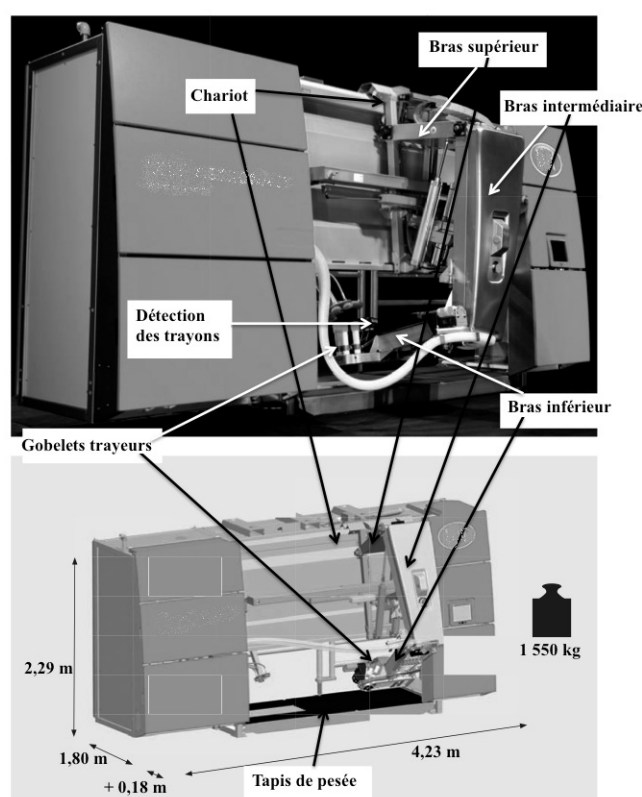 Bras supérieur
Chariot
Bras intermédiaire
Détection
des trayons
Bras inférieur
Gobelets trayeurs
1 550 kg
2,29 m
1,80 m
+ 0,18 m
4,23 m
Tapis de pesée